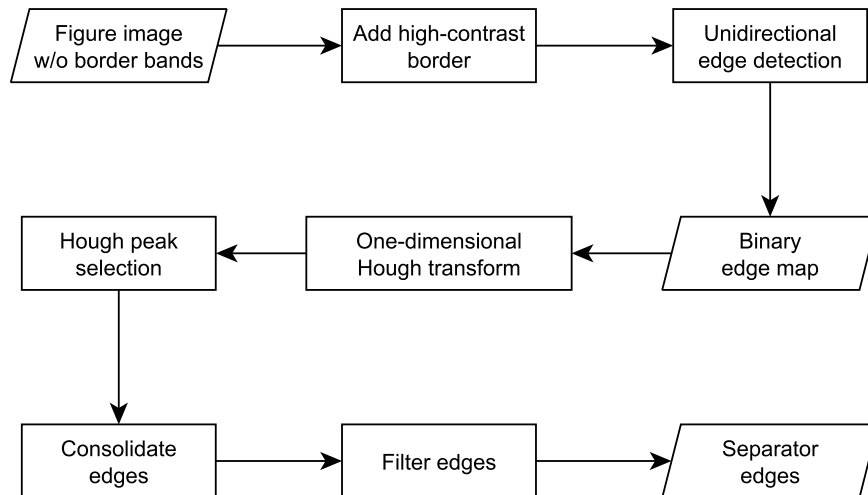 Figure image
w/o border bands
Add high-contrast
border
Unidirectional
edge detection
Binary
edge map
One-dimensional
Hough transform
Hough peak
selection
Consolidate
edges
Filter edges
Separator
edges